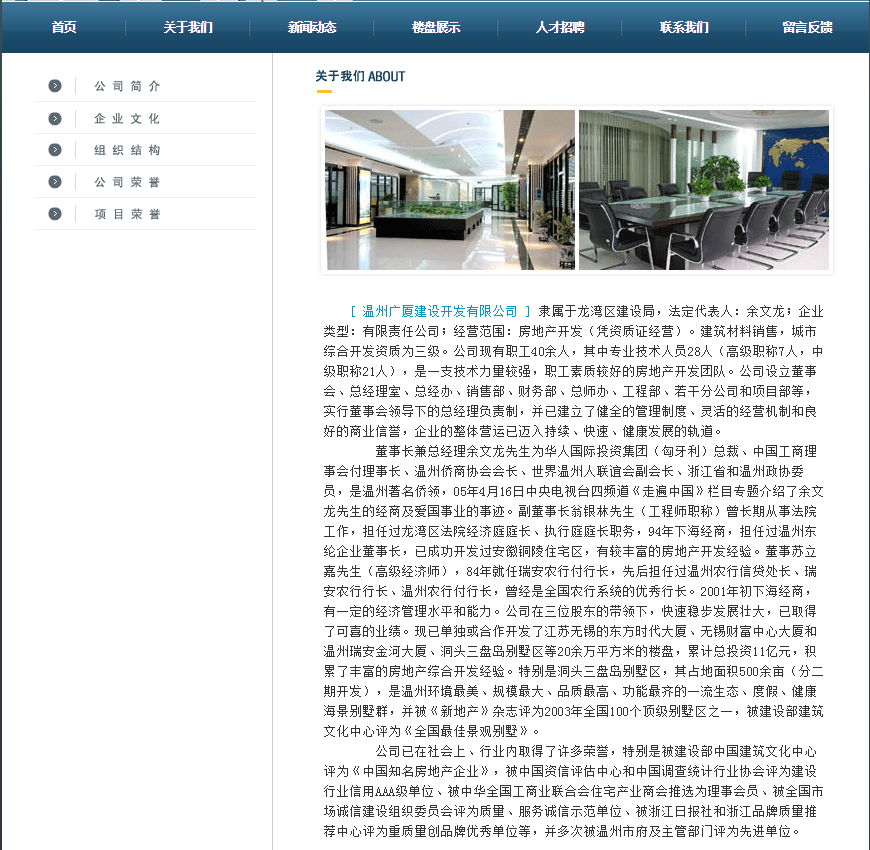 首页 关于我们 新闻动态 楼盘展示 人才招聘 联系我们 留言反馈
公司简介
企业文化
组织结构
公司荣誉
项目荣誉
关于我们 ABOUT
[ 温州广厦建设开发有限公司 ] 隶属于龙湾区建设局，法定代表人：余文龙；企业
类型：有限责任公司；经营范围：房地产开发（凭资质证经营）。建筑材料销售，城市
综合开发资质为三级。公司现有职工40余人，其中专业技术人员28人（高级职称7人，中
级职称21人），是一支技术力量较强，职工素质较好的房地产开发团队。公司设立董事
会、总经理室、总经办、销售部、财务部、总师办、工程部、若干分公司和项目部等，
实行董事会领导下的总经理负责制，并已建立了健全的管理制度、灵活的经营机制和良
好的商业信誉，企业的整体营运已迈入持续、快速、健康发展的轨道。
董事长兼总经理余文龙先生为华人国际投资集团（匈牙利）总裁、中国工商理
事会付理事长、温州侨商协会会长、世界温州人联谊会副会长、浙江省和温州政协委
员，是温州著名侨领，05年4月16日中央电视台四频道《走遍中国》栏目专题介绍了余文
龙先生的经商及爱国事业的事迹。副董事长翁银林先生（工程师职称）曾长期从事法院
工作，担任过龙湾区法院经济庭庭长、执行庭庭长职务，94年下海经商，担任过温州东
纶企业董事长，已成功开发过安徽铜陵住宅区，有较丰富的房地产开发经验。董事苏立
嘉先生（高级经济师），84年就任瑞安农行付行长，先后担任过温州农行信贷处长、瑞
安农行行长、温州农行付行长，曾经是全国农行系统的优秀行长。2001年初下海经商，
有一定的经济管理水平和能力。公司在三位股东的带领下，快速稳步发展壮大，已取得
了可喜的业绩。现已单独或合作开发了江苏无锡的东方时代大厦、无锡财富中心大厦和
温州瑞安金河大厦、洞头三盘岛别墅区等20余万平方米的楼盘，累计总投资11亿元，积
累了丰富的房地产综合开发经验。特别是洞头三盘岛别墅区，其占地面积500余亩（分二
期开发），是温州环境最美、规模最大、品质最高、功能最齐的一流生态、度假、健康
海景别墅群，并被《新地产》杂志评为2003年全国100个顶级别墅区之一，被建设部建筑
文化中心评为《全国最佳景观别墅》。
公司已在社会上、行业内取得了许多荣誉，特别是被建设部中国建筑文化中心
评为《中国知名房地产企业》，被中国资信评估中心和中国调查统计行业协会评为建设
行业信用AAA级单位、被中华全国工商业联合会住宅产业商会推选为理事会员、被全国市
场诚信建设组织委员会评为质量、服务诚信示范单位、被浙江日报社和浙江品牌质量推
荐中心评为重质量创品牌优秀单位等，并多次被温州市府及主管部门评为先进单位。